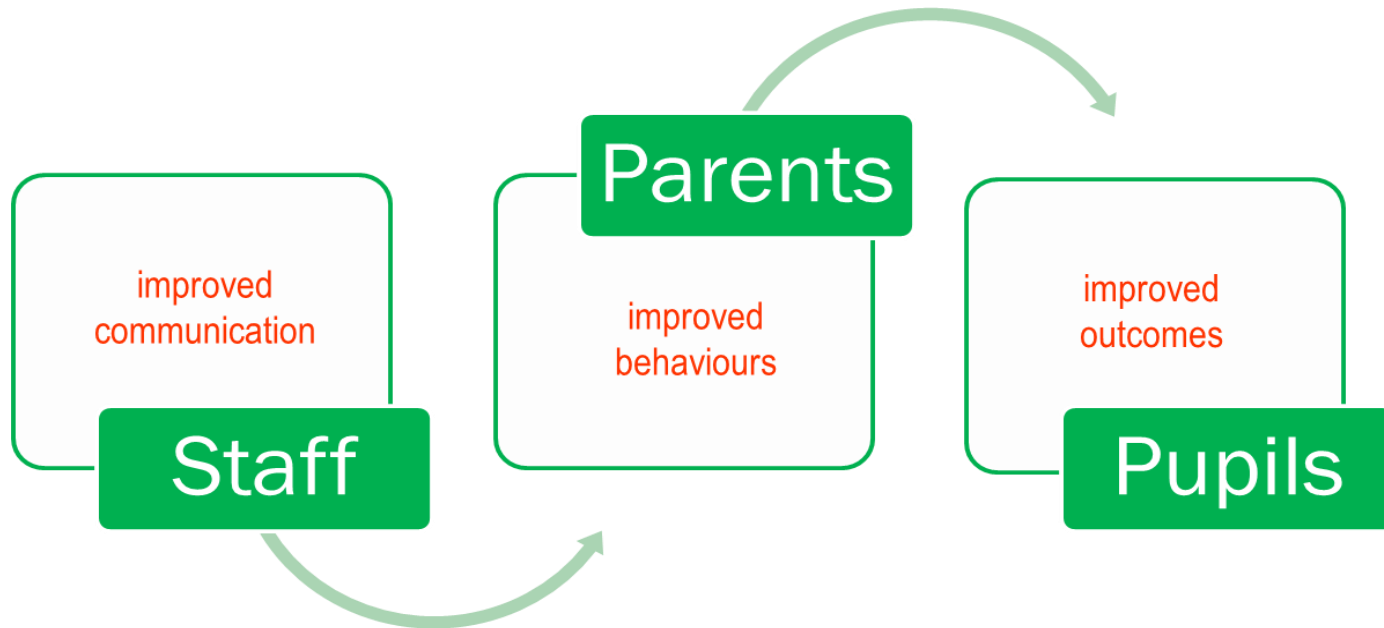 improved
communication
Staff
Parents
improved
behaviours
improved
outcomes
Pupils